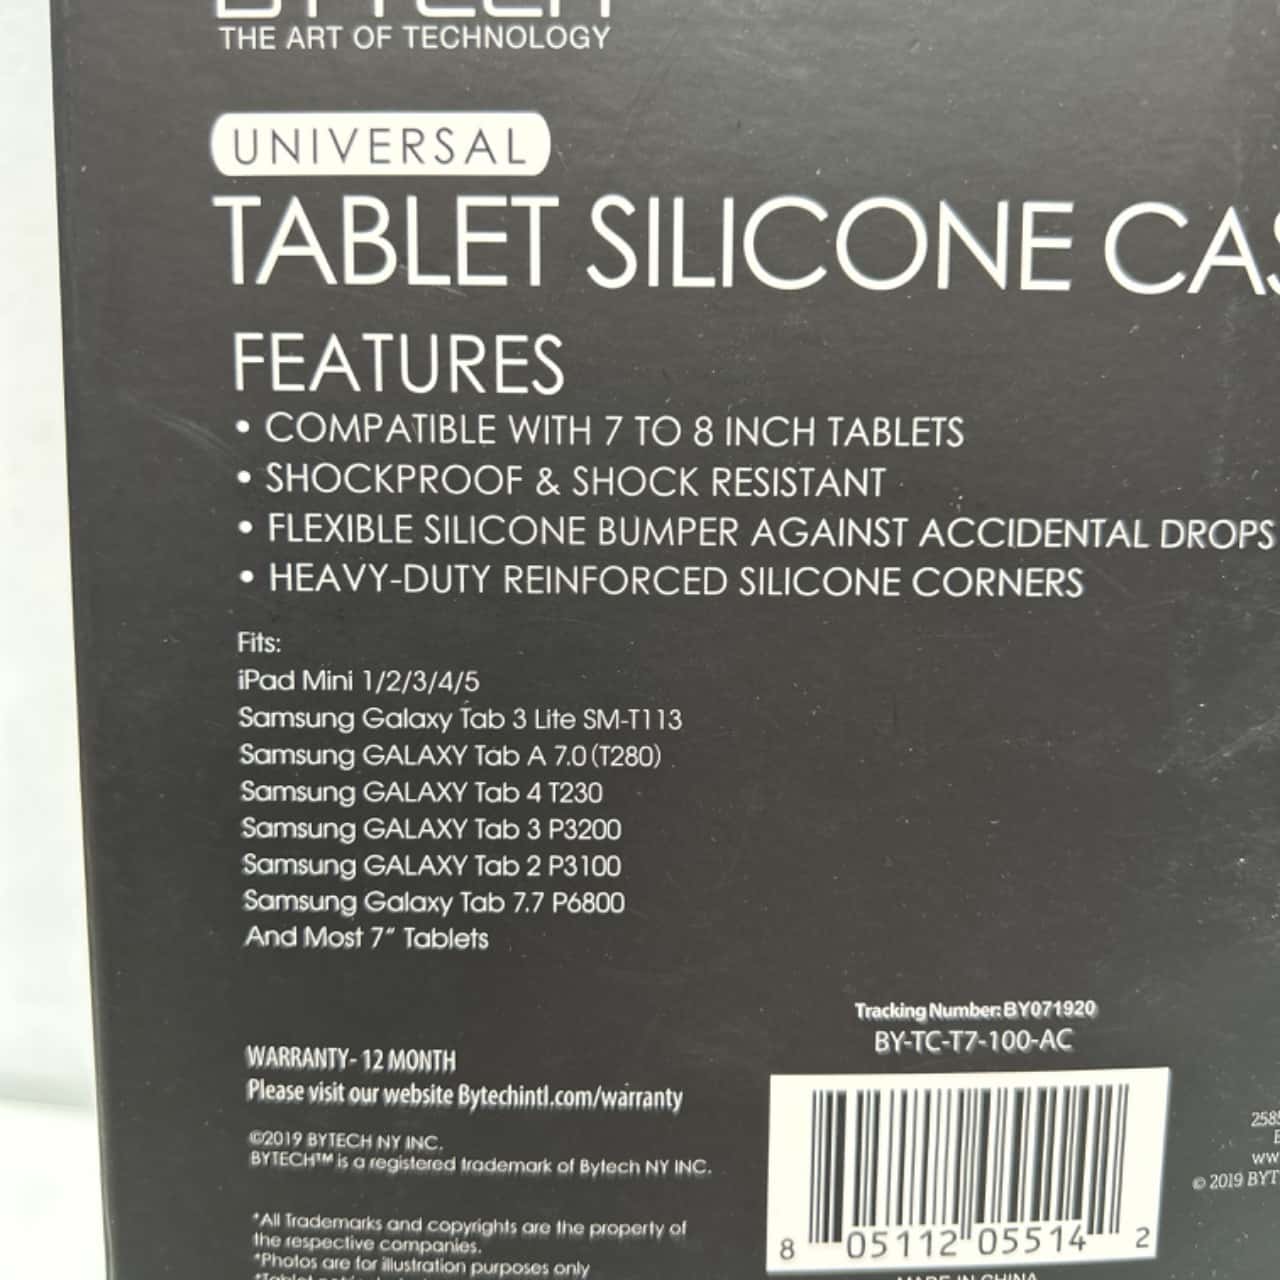 BYTECH
THE ART OF TECHNOLOGY
UNIVERSAL
TABLET SILICONE CAS
FEATURES
• COMPATIBLE WITH 7 TO 8 INCH TABLETS
• SHOCKPROOF & SHOCK RESISTANT
• FLEXIBLE SILICONE BUMPER AGAINST ACCIDENTAL DROPS
• HEAVY-DUTY REINFORCED SILICONE CORNERS
Fits:
iPad Mini 1/2/3/4/5
Samsung Galaxy Tab 3 Lite SM-T113
Samsung GALAXY Tab A 7.0 (T280)
Samsung GALAXY Tab 4 T230
Samsung GALAXY Tab 3 P3200
Samsung GALAXY Tab 2 P3100
Samsung Galaxy Tab 7.7 P6800
And Most 7" Tablets
Tracking Number: BY071920
BY-TC-T7-100-AC
WARRANTY- 12 MONTH
Please visit our website Bytechintl.com/warranty
©2019 BYTECH NY INC.
BYTECH™ is a registered trademark of Bytech NY INC.
*All Trademarks and copyrights are the property of
the respective companies.
*Photos are for illustration purposes only
8 05112 05514 2
MADE IN CHINA
2585
ww
© 2019 BYT